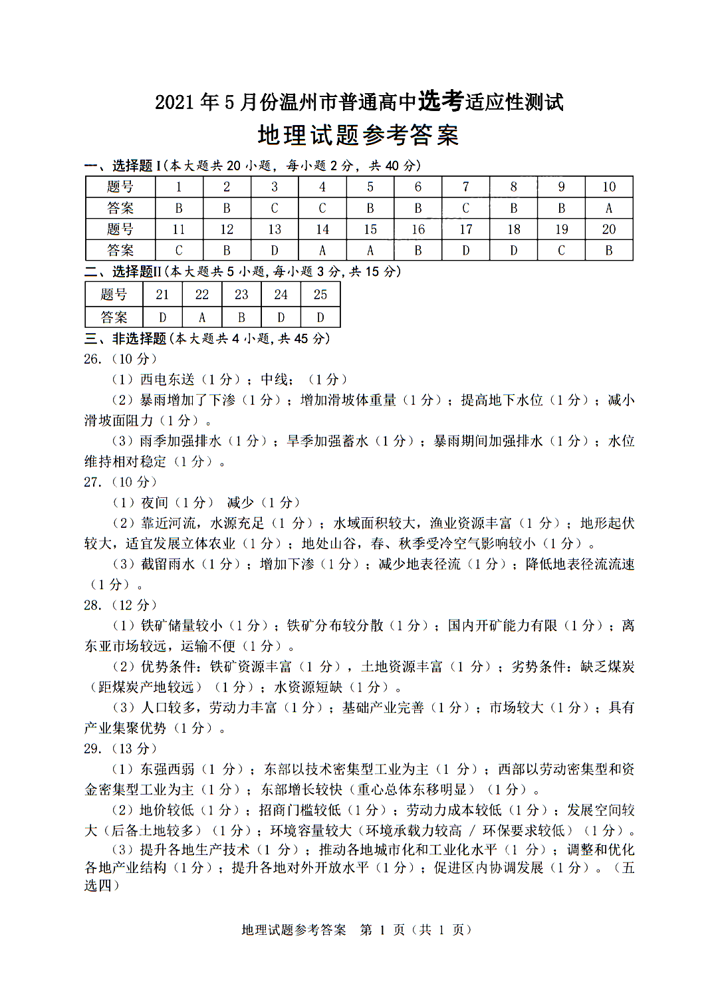 2021 年 5 月份温州市普通高中选考适应性测试
地理试题参考答案
一、选择题 I(本大题共 20 小题，每小题 2 分，共 40 分)
题号 1 2 3 4 5 6 7 8 9 10
答案 B B C C B B C B B A
题号 11 12 13 14 15 16 17 18 19 20
答案 C B D A A B D D C B
二、选择题II(本大题共 5 小题,每小题 3 分,共 15 分)
题号 21 22 23 24 25
答案 D A B D D
三、非选择题(本大题共 4 小题,共 45 分)
26.（10 分）
（1）西电东送（1 分）；中线；（1 分）
（2）暴雨增加了下渗（1 分）；增加滑坡体重量（1 分）；提高地下水位（1 分）；减小
滑坡面阻力（1 分）。
（3）雨季加强排水（1 分）；旱季加强蓄水（1 分）；暴雨期间加强排水（1 分）；水位
维持相对稳定（1 分）。
27.（10 分）
（1）夜间（1 分） 减少（1 分）
（2）靠近河流，水源充足（1 分）；水域面积较大，渔业资源丰富（1 分）；地形起伏
较大，适宜发展立体农业（1 分）；地处山谷，春、秋季受冷空气影响较小（1 分）。
（3）截留雨水（1 分）；增加下渗（1 分）；减少地表径流（1 分）；降低地表径流流速
（1 分）。
28.（12 分）
（1）铁矿储量较小（1 分）；铁矿分布较分散（1 分）；国内开矿能力有限（1 分）；离
东亚市场较远，运输不便（1 分）。
（2）优势条件：铁矿资源丰富（1 分），土地资源丰富（1 分）；劣势条件：缺乏煤炭
（距煤炭产地较远）（1 分）；水资源短缺（1 分）。
（3）人口较多，劳动力丰富（1 分）；基础产业完善（1 分）；市场较大（1 分）；具有
产业集聚优势（1 分）。
29.（13 分）
（1）东强西弱（1 分）；东部以技术密集型工业为主（1 分）；西部以劳动密集型和资
金密集型工业为主（1 分）；东部增长较快（重心总体东移明显）（1 分）。
（2）地价较低（1 分）；招商门槛较低（1 分）；劳动力成本较低（1 分）；发展空间较
大（后备土地较多）（1 分）；环境容量较大（环境承载力较高 / 环保要求较低）（1 分）。
（3）提升各地生产技术（1 分）；推动各地城市化和工业化水平（1 分）；调整和优化
各地产业结构（1 分）；提升各地对外开放水平（1 分）；促进区内协调发展（1 分）。（五
选四）
地理试题参考答案 第 1 页（共 1 页）